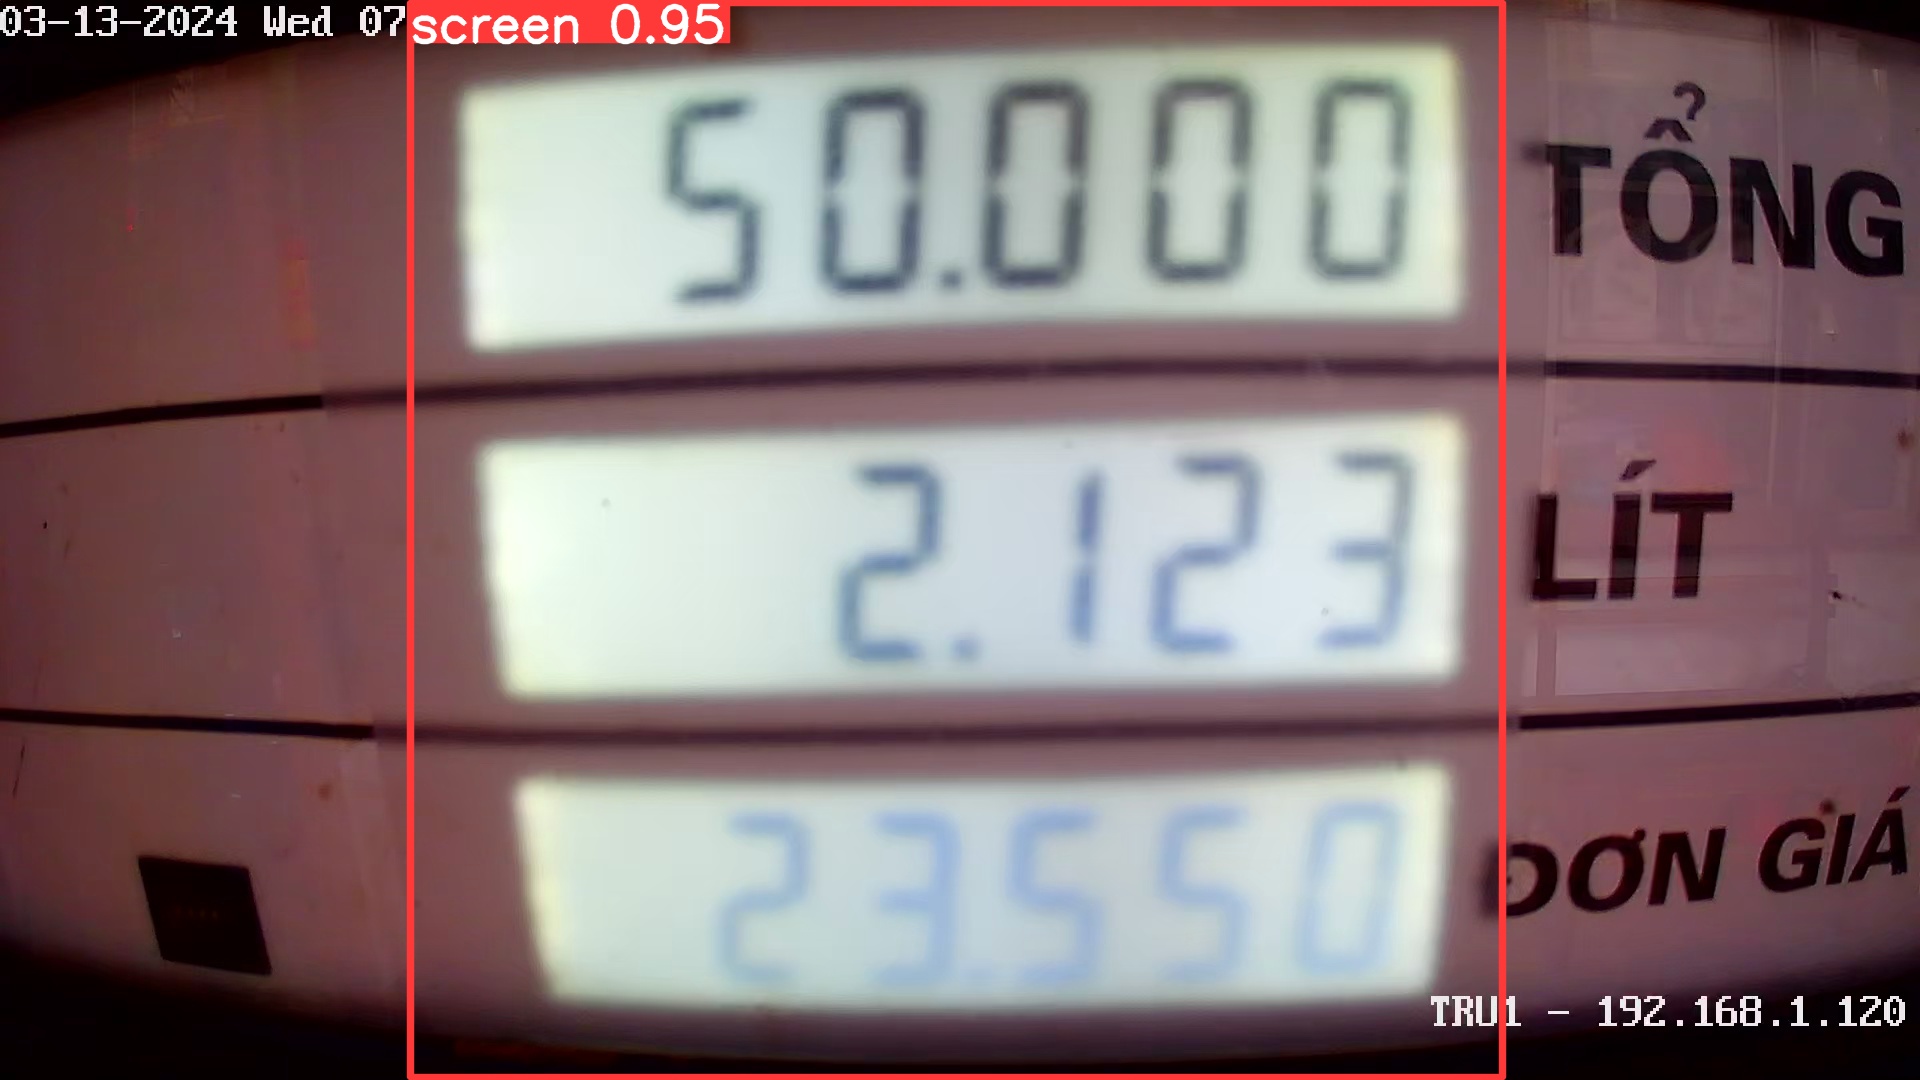 03-13-2024 Wed 07
screen 0.95
50.000
TỔNG
2.123
LÍT
23.550
ĐƠN GIÁ
TRU1 - 192.168.1.120